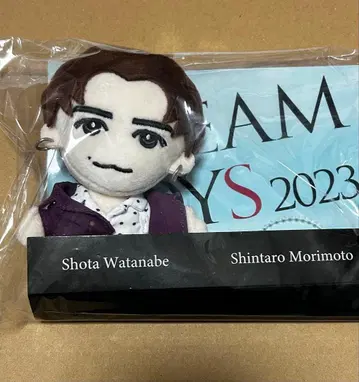 EAM
YS 2023
Shota Watanabe
Shintaro Morimoto